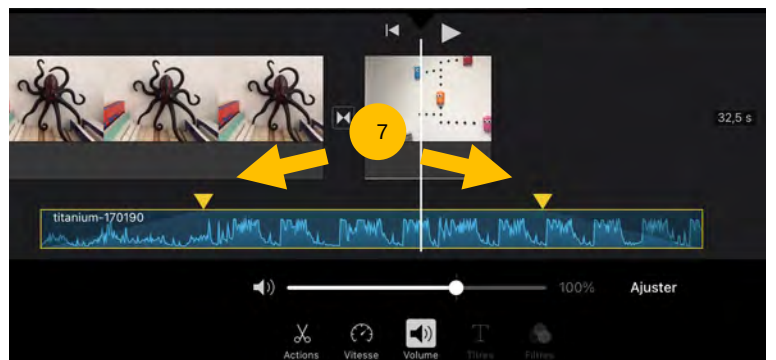 7
32,5 s
titanium-170190
100% Ajuster
Actions Vitesse Volume Titres Filtres